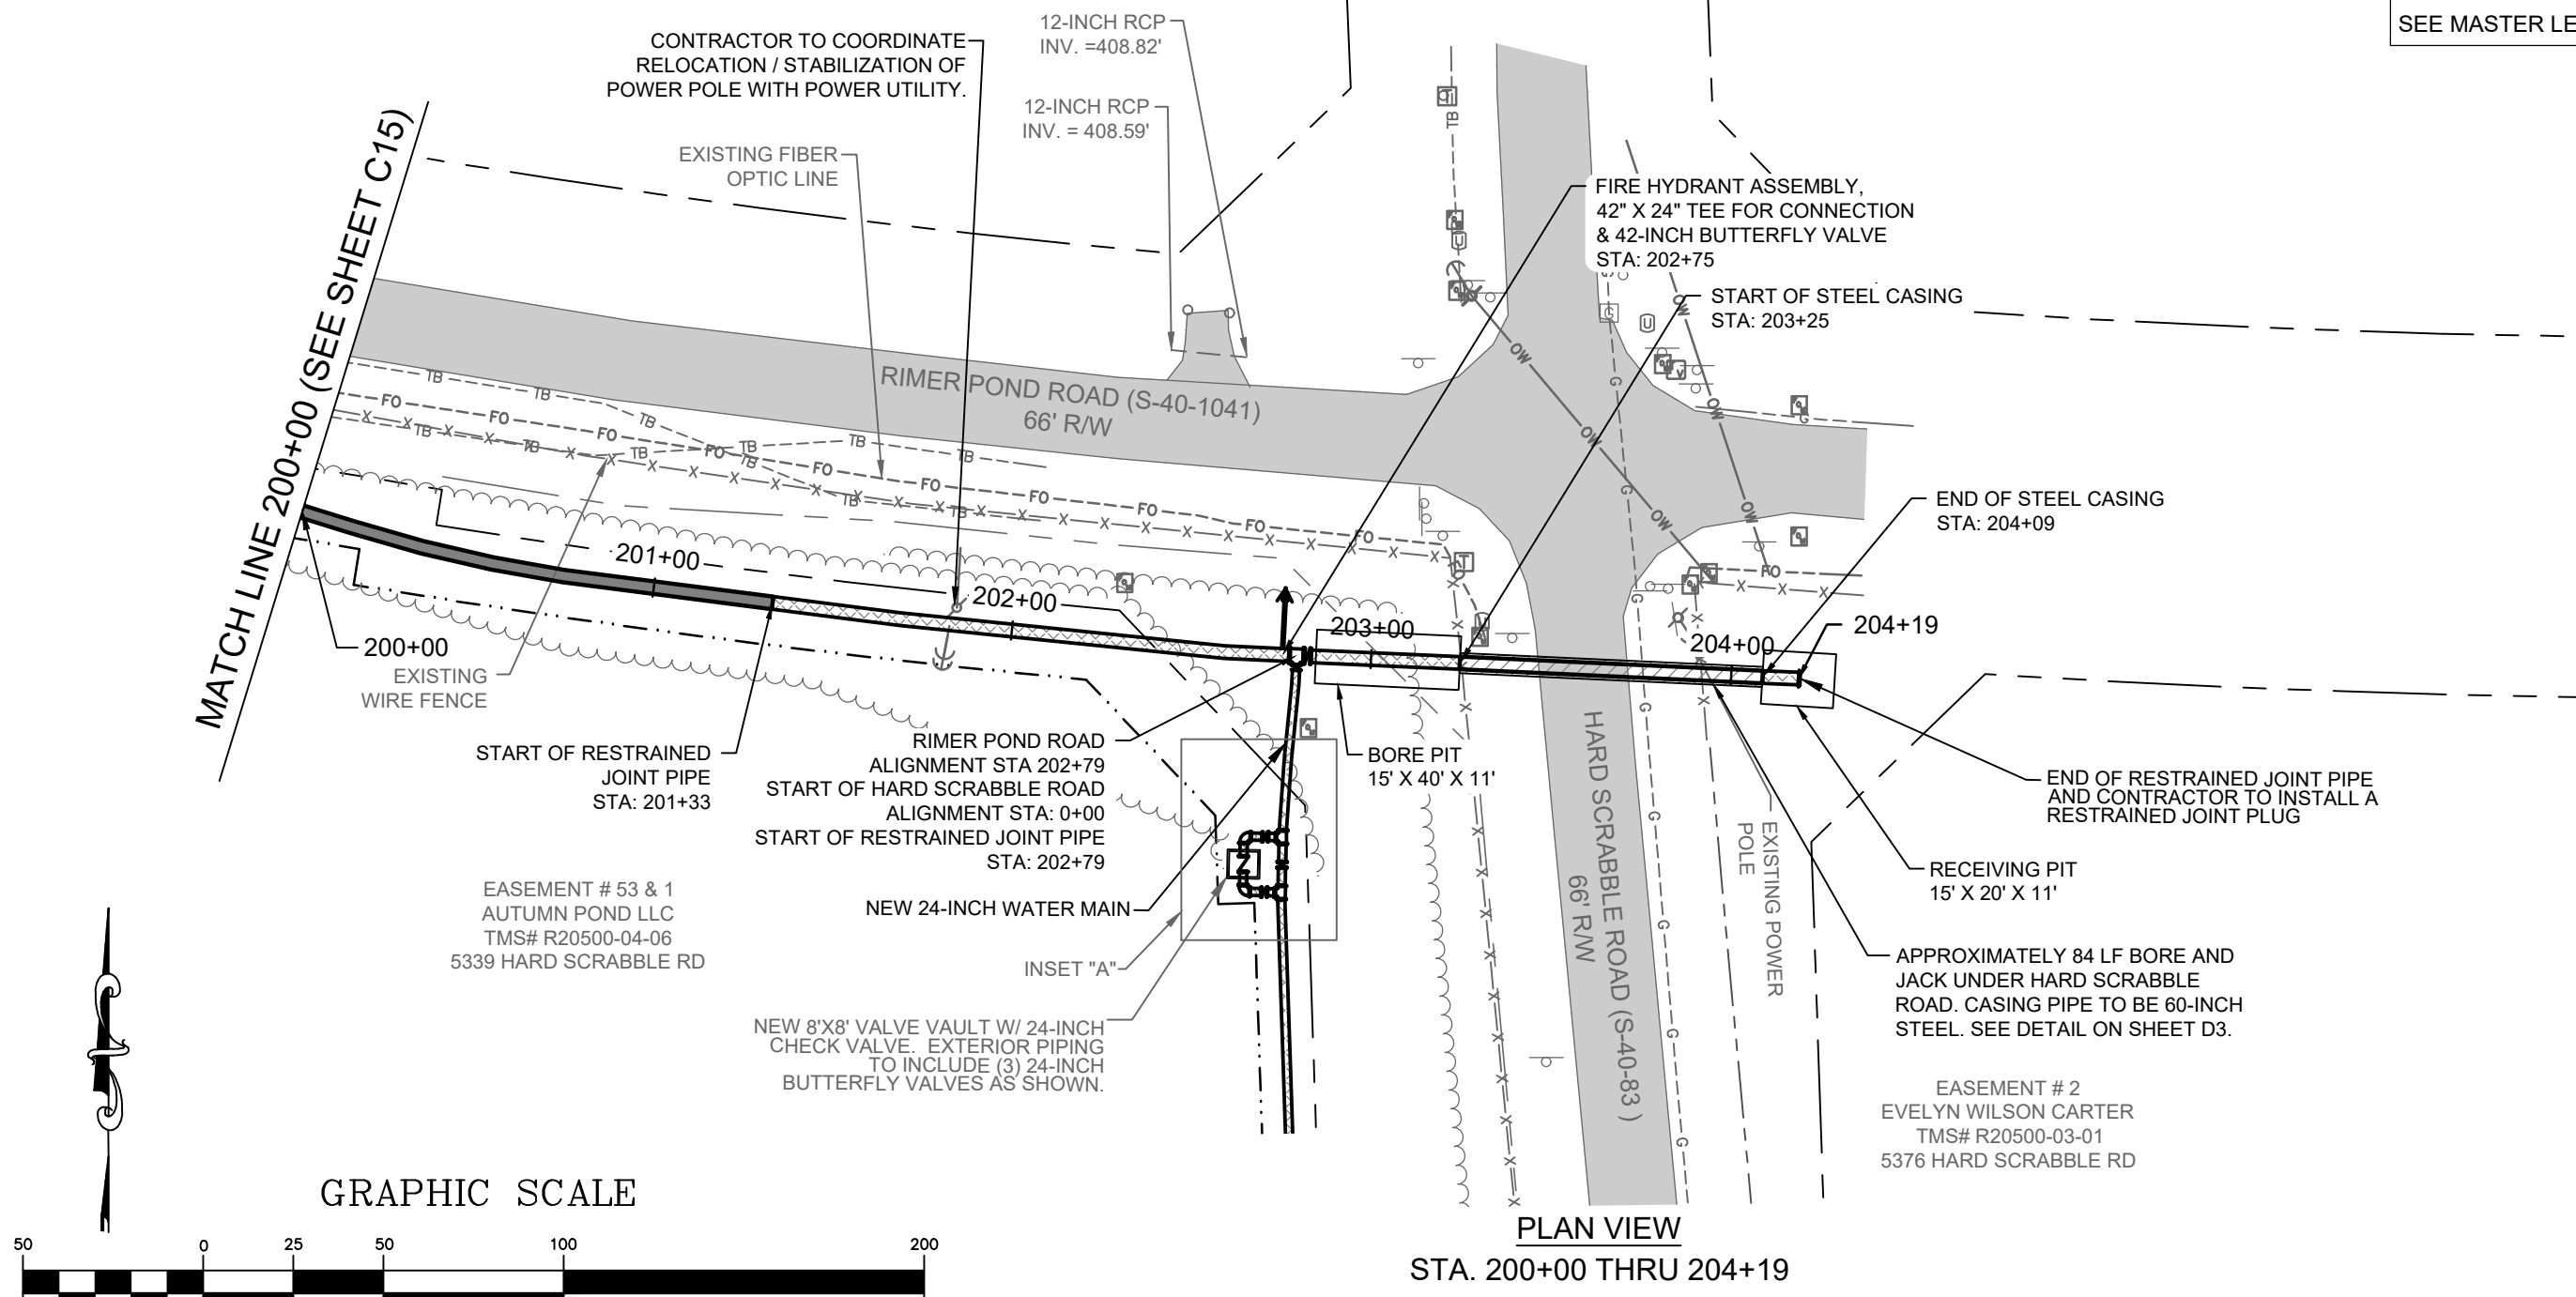 SEE MASTER LE
12-INCH RCP
INV. =408.82'
CONTRACTOR TO COORDINATE
RELOCATION / STABILIZATION OF
POWER POLE WITH POWER UTILITY.
12-INCH RCP
INV. = 408.59'
EXISTING FIBER
OPTIC LINE
MATCH LINE 200+00 (SEE SHEET C15)
FIRE HYDRANT ASSEMBLY,
42" X 24" TEE FOR CONNECTION
& 42-INCH BUTTERFLY VALVE
STA: 202+75
START OF STEEL CASING
STA: 203+25
RIMER POND ROAD (S-40-1041)
66' R/W
END OF STEEL CASING
STA: 204+09
201+00
202+00
203+00
204+00
204+19
200+00
EXISTING
WIRE FENCE
START OF RESTRAINED
JOINT PIPE
STA: 201+33
RIMER POND ROAD
ALIGNMENT STA 202+79
START OF HARD SCRABBLE ROAD
ALIGNMENT STA: 0+00
START OF RESTRAINED JOINT PIPE
STA: 202+79
BORE PIT
15' X 40' X 11'
END OF RESTRAINED JOINT PIPE
AND CONTRACTOR TO INSTALL A
RESTRAINED JOINT PLUG
RECEIVING PIT
15' X 20' X 11'
HARD SCRABBLE ROAD (S-40-83 )
66' R/W
EXISTING POWER
POLE
NEW 24-INCH WATER MAIN
EASEMENT # 53 & 1
AUTUMN POND LLC
TMS# R20500-04-06
5339 HARD SCRABBLE RD
INSET "A"
APPROXIMATELY 84 LF BORE AND
JACK UNDER HARD SCRABBLE
ROAD. CASING PIPE TO BE 60-INCH
STEEL. SEE DETAIL ON SHEET D3.
NEW 8'X8' VALVE VAULT W/ 24-INCH
CHECK VALVE. EXTERIOR PIPING
TO INCLUDE (3) 24-INCH
BUTTERFLY VALVES AS SHOWN.
EASEMENT # 2
EVELYN WILSON CARTER
TMS# R20500-03-01
5376 HARD SCRABBLE RD
GRAPHIC SCALE
50 0 25 50 100 200
PLAN VIEW
STA. 200+00 THRU 204+19